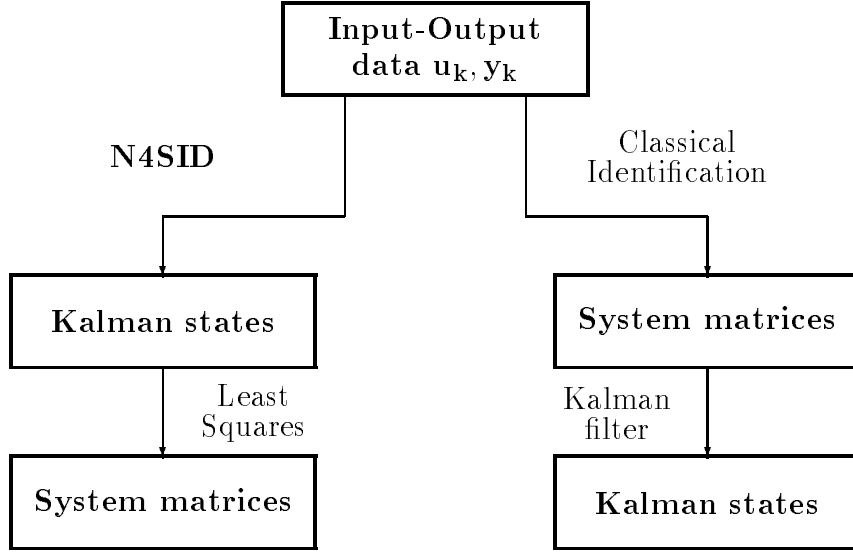 Input-Output
data u_k, y_k
N4SID
Classical
Identification
Kalman states
System matrices
Least
Squares
Kalman
filter
System matrices
Kalman states